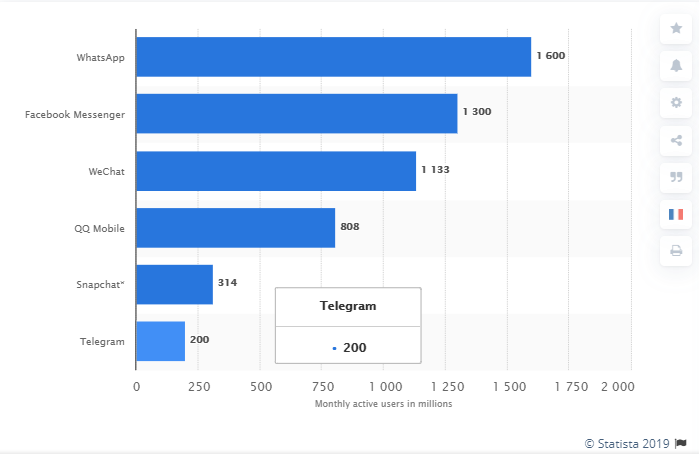 WhatsApp 1 600
Facebook Messenger 1 300
WeChat 1 133
QQ Mobile 808
Snapchat* 314
Telegram
Telegram 200
200
0 250 500 750 1 000 1 250 1 500 1 750 2 000
Monthly active users in millions
© Statista 2019